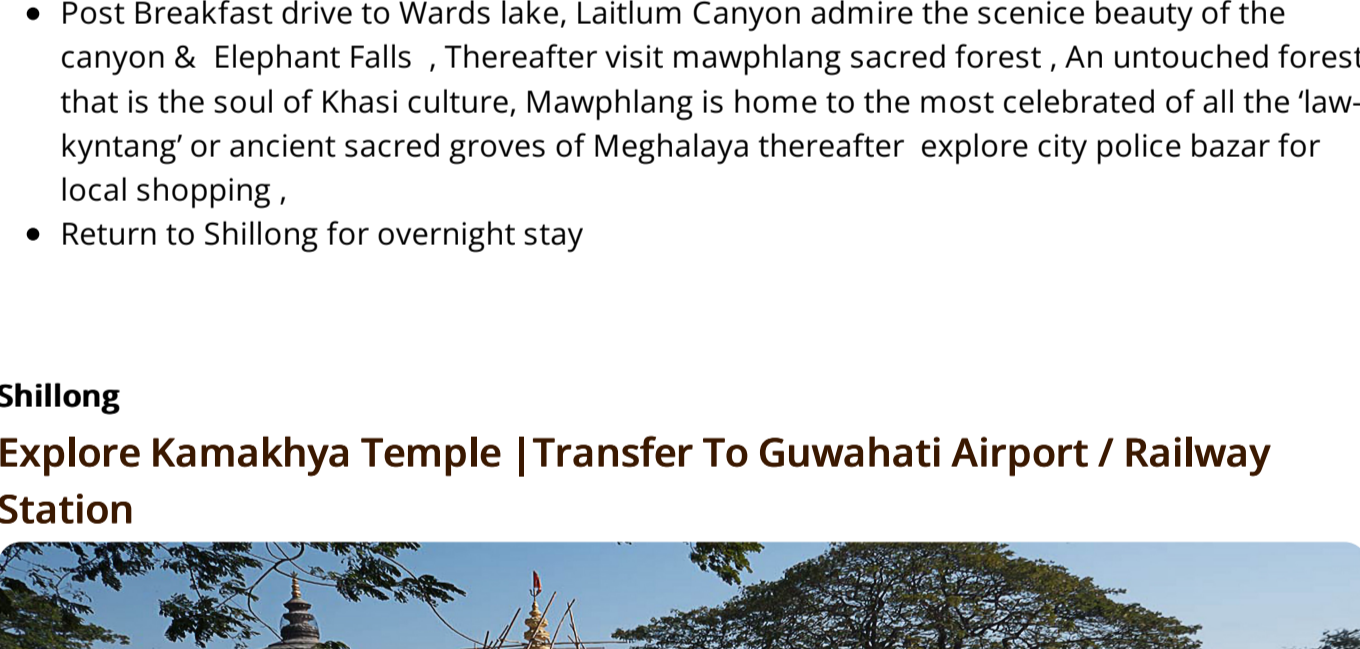 Post Breakfast drive to Wards lake, Laitlum Canyon admire the scenice beauty of the
canyon &  Elephant Falls  , Thereafter visit mawphlang sacred forest , An untouched forest
that is the soul of Khasi culture, Mawphlang is home to the most celebrated of all the ‘law-
kyntang’ or ancient sacred groves of Meghalaya thereafter  explore city police bazar for
local shopping ,
Return to Shillong for overnight stay
Shillong
Explore Kamakhya Temple |Transfer To Guwahati Airport / Railway
Station